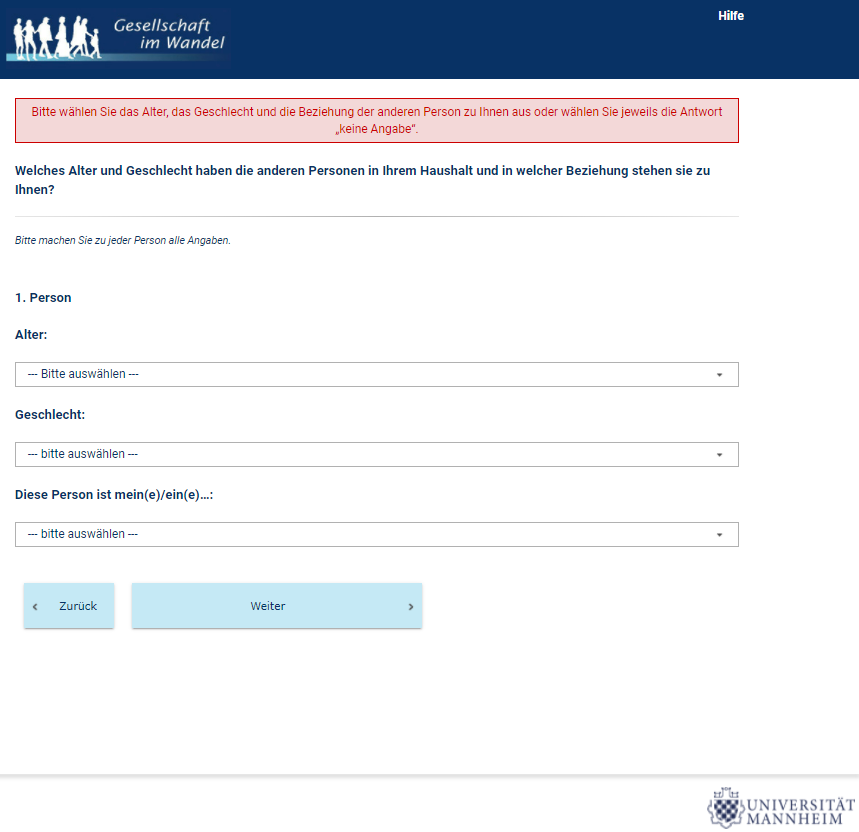 Gesellschaft
im Wandel
Hilfe
Bitte wählen Sie das Alter, das Geschlecht und die Beziehung der anderen Person zu Ihnen aus oder wählen Sie jeweils die Antwort
„keine Angabe“.
Welches Alter und Geschlecht haben die anderen Personen in Ihrem Haushalt und in welcher Beziehung stehen sie zu
Ihnen?
Bitte machen Sie zu jeder Person alle Angaben.
1. Person
Alter:
--- Bitte auswählen ---
Geschlecht:
--- bitte auswählen ---
Diese Person ist mein(e)/ein(e)...:
--- bitte auswählen ---
Zurück
Weiter
UNIVERSITÄT
MANNHEIM